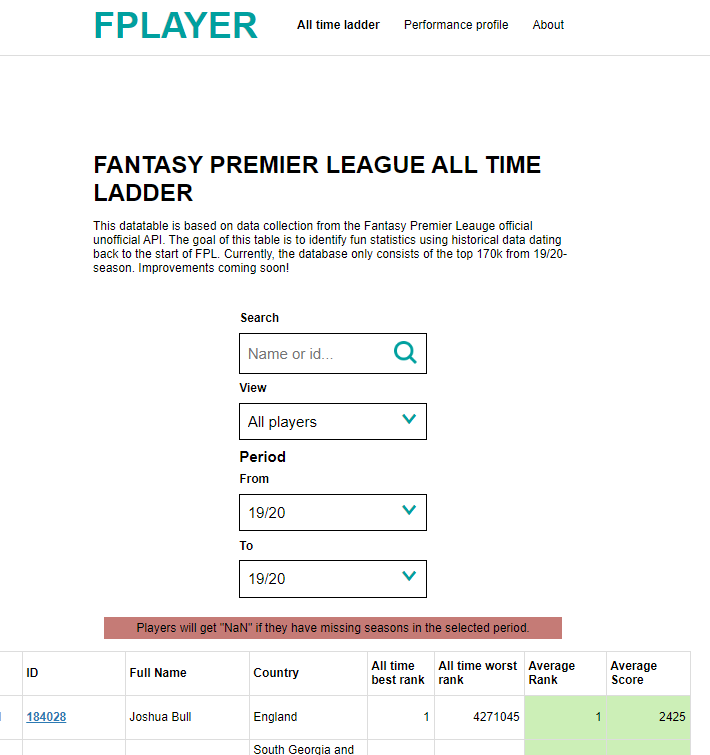 FPLAYER
All time ladder Performance profile About
FANTASY PREMIER LEAGUE ALL TIME
LADDER
This datatable is based on data collection from the Fantasy Premier Leauge official
unofficial API. The goal of this table is to identify fun statistics using historical data dating
back to the start of FPL. Currently, the database only consists of the top 170k from 19/20-
season. Improvements coming soon!
Search
Name or id...
View
All players
Period
From
19/20
To
19/20
Players will get "NaN" if they have missing seasons in the selected period.
ID Full Name Country All time best rank All time worst rank Average Rank Average Score
184028 Joshua Bull England 1 4271045 1 2425
South Georgia and